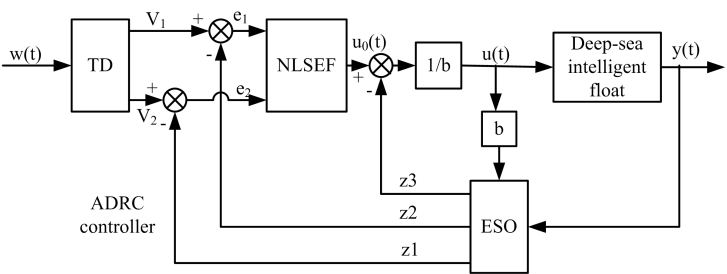 w(t)
TD
V1
+
-
e1
+
V2
-
e2
NLSEF
u0(t)
+
-
1/b
u(t)
Deep-sea
intelligent
float
y(t)
b
ESO
z3
z2
z1
ADRC
controller